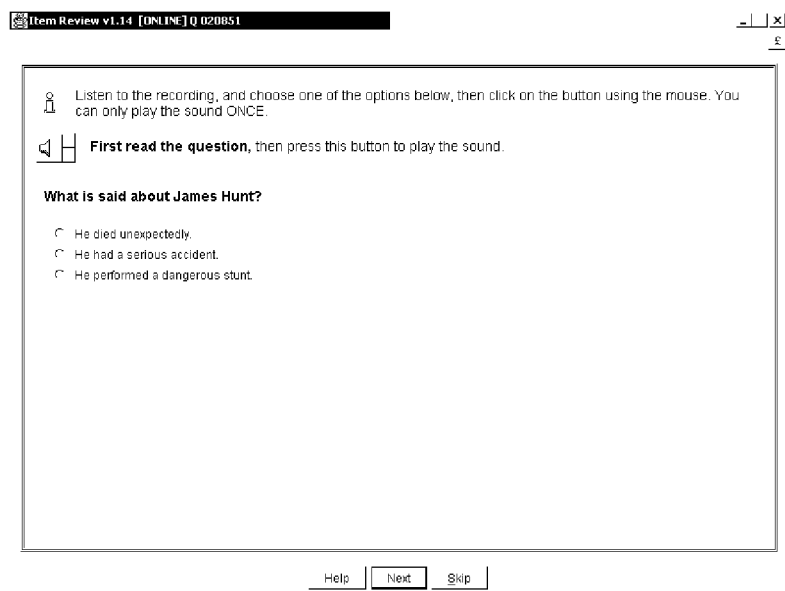 Item Review v1.14 [ONLINE] Q 020851
£
Listen to the recording, and choose one of the options below, then click on the button using the mouse. You
can only play the sound ONCE.
First read the question, then press this button to play the sound.
What is said about James Hunt?
He died unexpectedly.
He had a serious accident.
He performed a dangerous stunt.
Help Next Skip